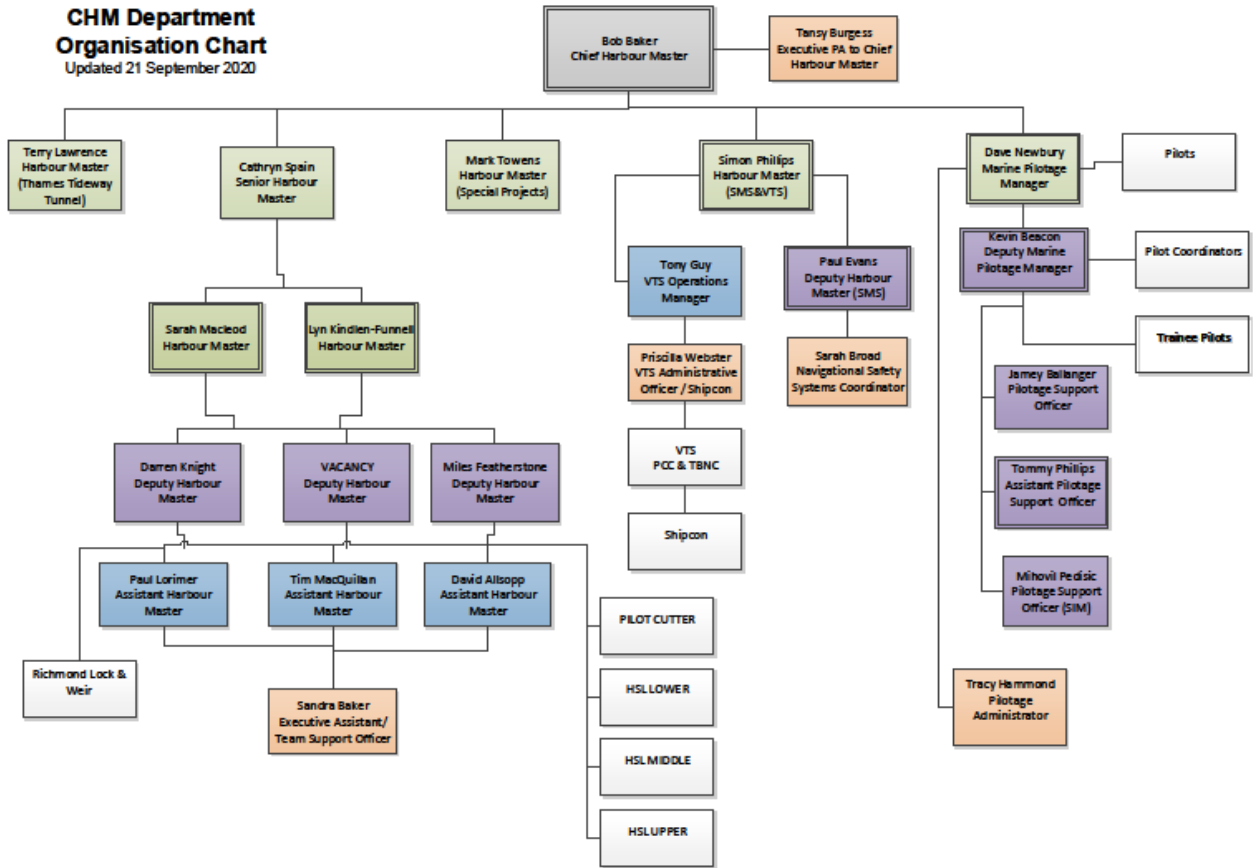 CHM Department
Organisation Chart
Updated 21 September 2020
Bob Baker
Chief Harbour Master
Tansy Burgess
Executive PA to Chief
Harbour Master
Terry Lawrence
Harbour Master
(Thames Tideway
Tunnel)
Cathryn Spain
Senior Harbour
Master
Mark Towens
Harbour Master
(Special Projects)
Simon Phillips
Harbour Master
(SMS&VTS)
Dave Newbury
Marine Pilotage
Manager
Pilots
Kevin Beacon
Deputy Marine
Pilotage Manager
Pilot Coordinators
Tony Guy
VTS Operations
Manager
Paul Evans
Deputy Harbour
Master (SMS)
Sarah Macleod
Harbour Master
Lyn Kindlen-Funnell
Harbour Master
Trainee Pilots
Priscilla Webster
VTS Administrative
Officer / Shipcon
Sarah Broad
Navigational Safety
Systems Coordinator
Jamey Ballanger
Pilotage Support
Officer
Darren Knight
Deputy Harbour
Master
VACANCY
Deputy Harbour
Master
Miles Featherstone
Deputy Harbour
Master
VTS
PCC & TBNC
Tommy Phillips
Assistant Pilotage
Support Officer
Shipcon
Paul Lorimer
Assistant Harbour
Master
Tim MacQuillan
Assistant Harbour
Master
David Allsopp
Assistant Harbour
Master
Mihovil Pedisic
Pilotage Support
Officer (SIM)
PILOT CUTTER
Richmond Lock &
Weir
HSL LOWER
Tracy Hammond
Pilotage
Administrator
Sandra Baker
Executive Assistant/
Team Support Officer
HSL MIDDLE
HSL UPPER